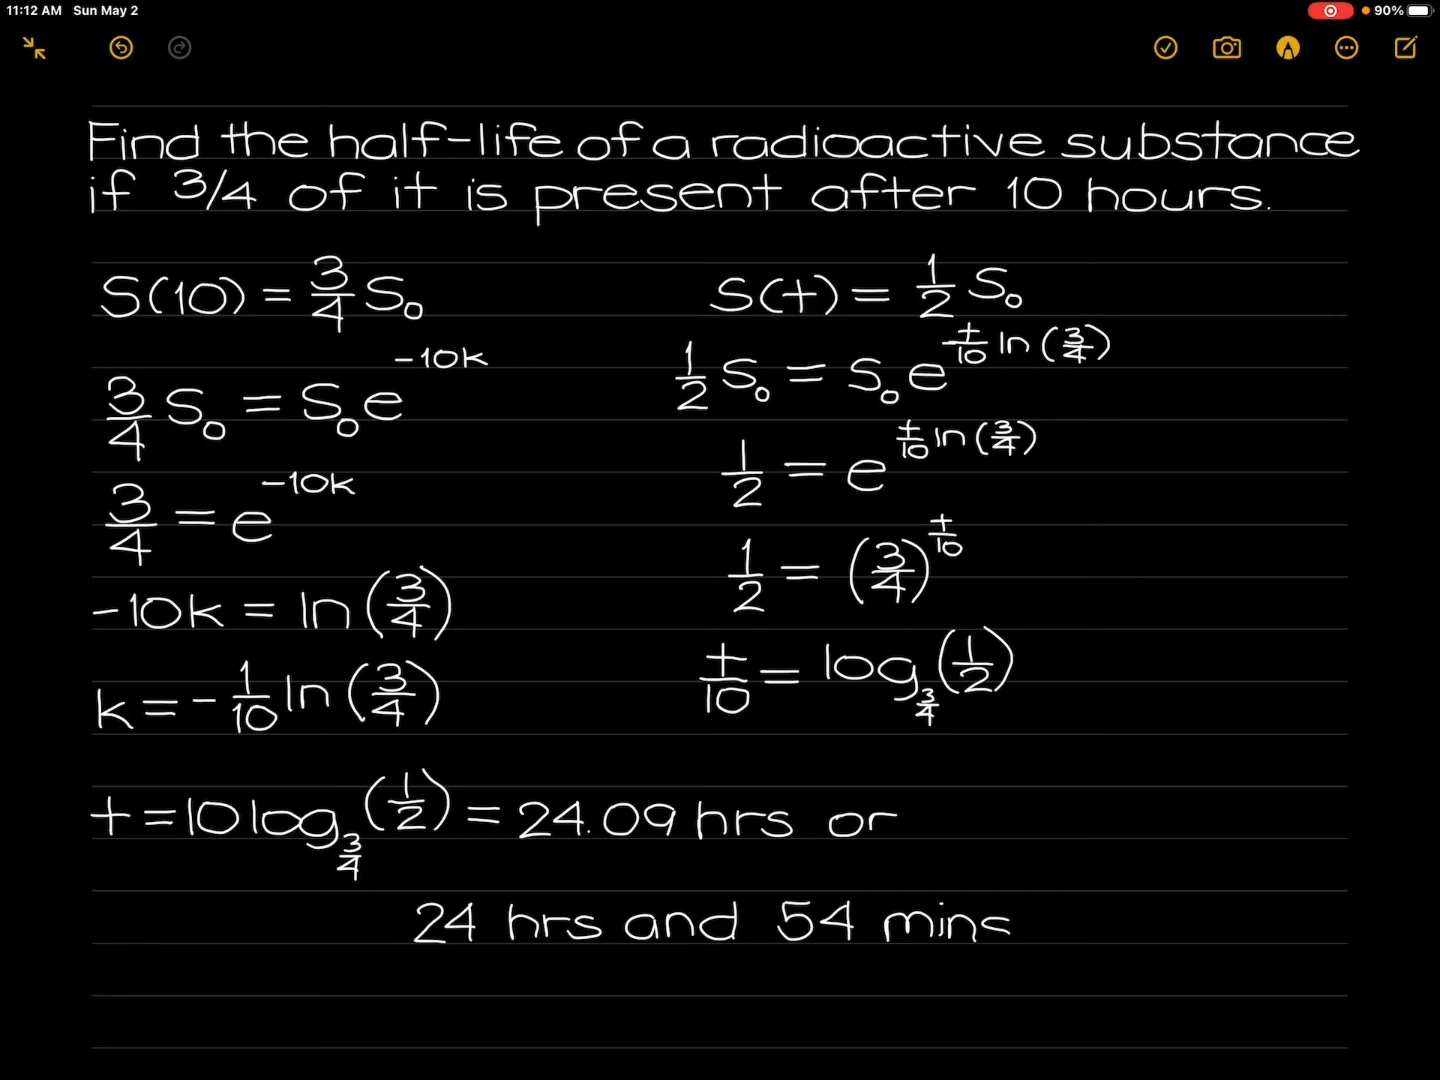 11:12 AM Sun May 2
90%
Find the half-life of a radioactive substance
if 3/4 of it is present after 10 hours.
S(10) = 3/4 S₀
3/4 S₀ = S₀e^(-10k)
3/4 = e^(-10k)
-10k = ln(3/4)
k = -1/10 ln(3/4)
S(t) = 1/2 S₀
1/2 S₀ = S₀e^(t/10 ln(3/4))
1/2 = e^(t/10 ln(3/4))
1/2 = (3/4)^(t/10)
t/10 = log_(3/4)(1/2)
t = 10 log_(3/4)(1/2) = 24.09 hrs or
24 hrs and 54 mins